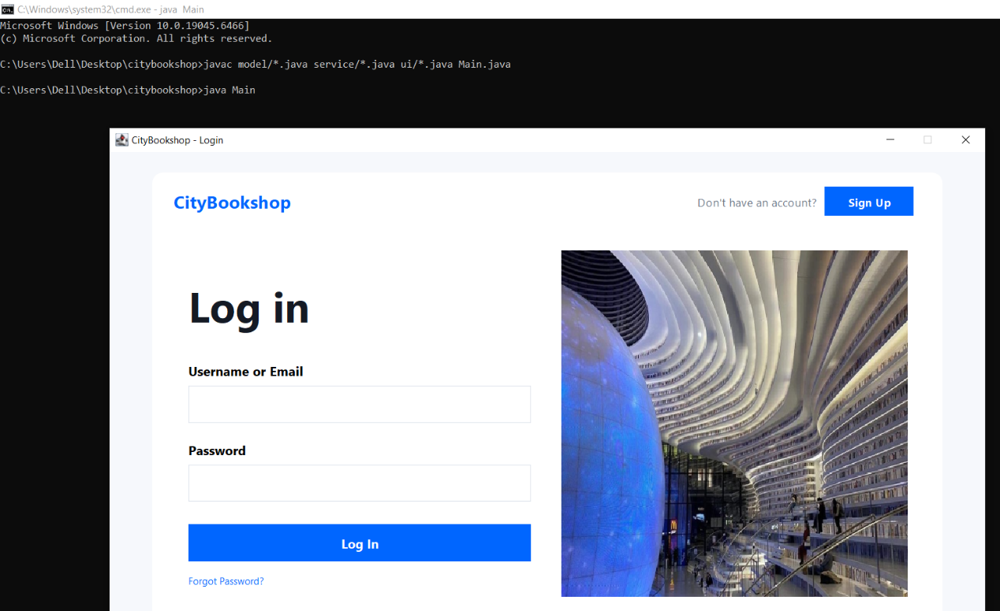 C:\Windows\system32\cmd.exe - java  Main
Microsoft Windows [Version 10.0.19045.6466]
(c) Microsoft Corporation. All rights reserved.
C:\Users\Dell\Desktop\citybookshop>javac model/*.java service/*.java ui/*.java Main.java
C:\Users\Dell\Desktop\citybookshop>java Main
CityBookshop - Login
CityBookshop
Don't have an account?
Sign Up
Log in
Username or Email
Password
Log In
Forgot Password?